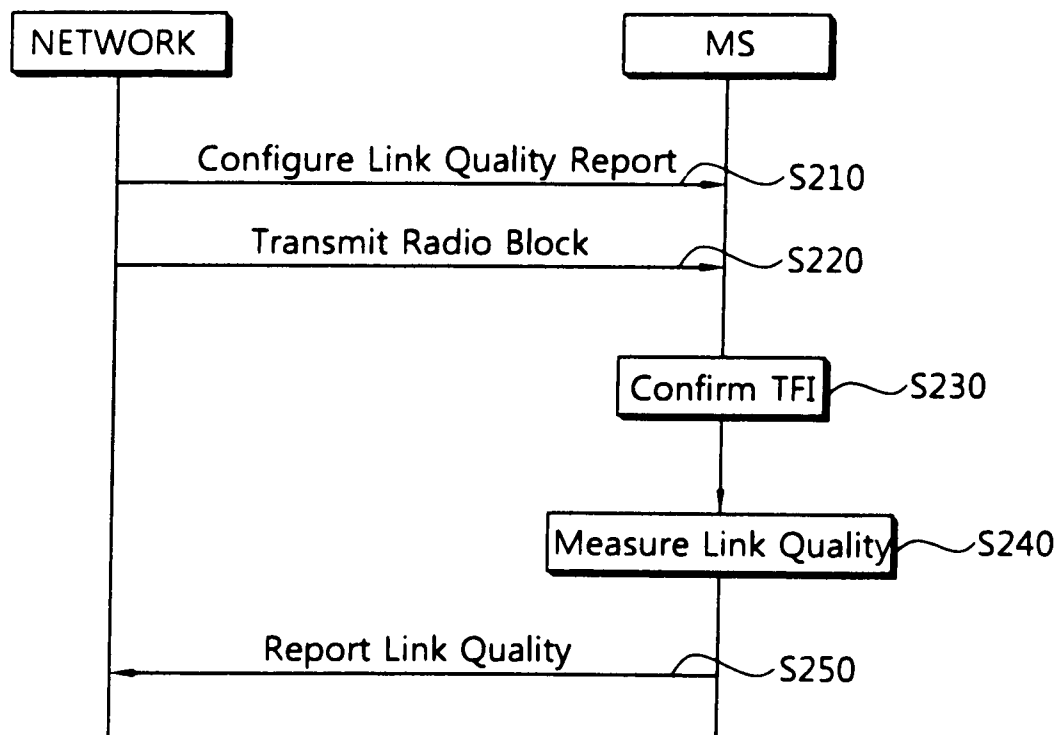 NETWORK
MS
Configure Link Quality Report
S210
Transmit Radio Block
S220
Confirm TFI
S230
Measure Link Quality
S240
Report Link Quality
S250